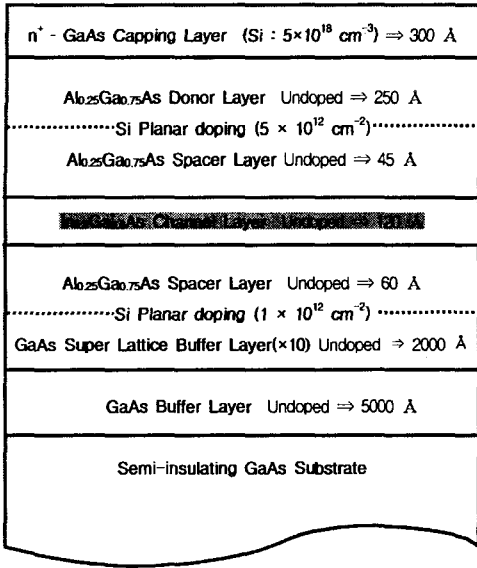 n⁺ - GaAs Capping Layer (Si : 5×10¹⁸ cm⁻³) ⇒ 300 Å
Al₀.₂₅Ga₀.₇₅As Donor Layer Undoped ⇒ 250 Å
Si Planar doping (5 × 10¹² cm⁻²)
Al₀.₂₅Ga₀.₇₅As Spacer Layer Undoped ⇒ 45 Å
Channel Layer Undoped ⇒ 120 Å
Al₀.₂₅Ga₀.₇₅As Spacer Layer Undoped ⇒ 60 Å
Si Planar doping (1 × 10¹² cm⁻²)
GaAs Super Lattice Buffer Layer(×10) Undoped ⇒ 2000 Å
GaAs Buffer Layer Undoped ⇒ 5000 Å
Semi-insulating GaAs Substrate